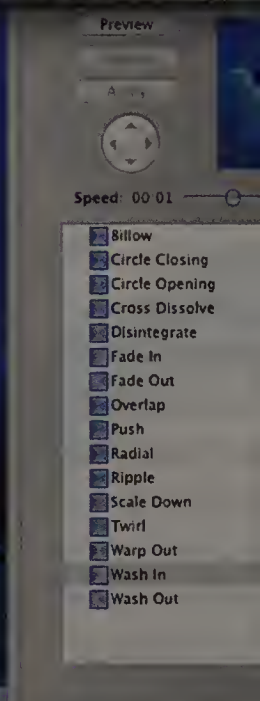 Preview
Speed: 00:01
Billow
Circle Closing
Circle Opening
Cross Dissolve
Disintegrate
Fade In
Fade Out
Overlap
Push
Radial
Ripple
Scale Down
Twirl
Warp Out
Wash In
Wash Out